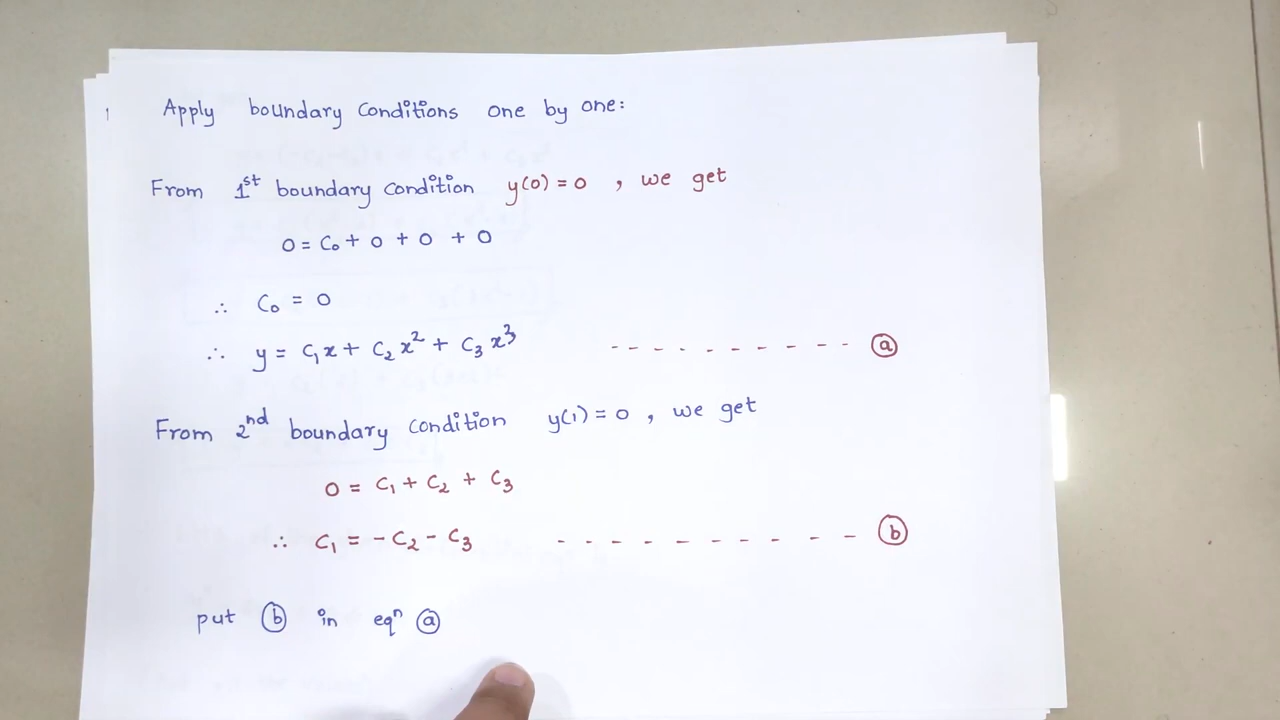 Apply boundary Conditions one by one:
From 1st boundary condition y(0) = 0 , we get
0 = C₀ + 0 + 0 + 0
∴ C₀ = 0
∴ y = C₁x + C₂x² + C₃x³ - - - - - - - - - - ⓐ
From 2nd boundary condition y(1) = 0 , we get
0 = C₁ + C₂ + C₃
∴ C₁ = -C₂ - C₃ - - - - - - - - - - - ⓑ
put ⓑ in eqⁿ ⓐ